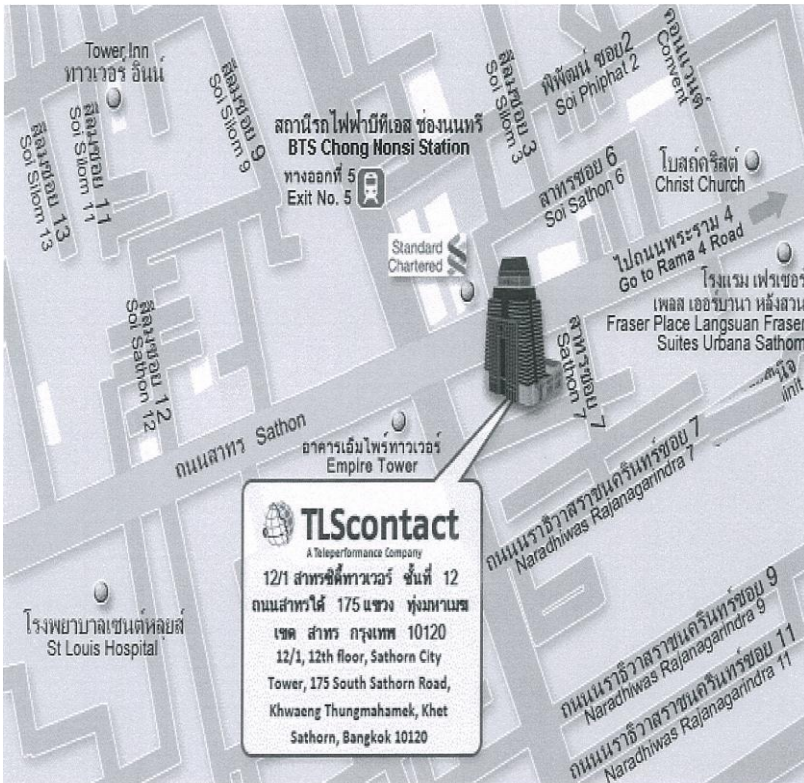 Tower Inn
ทาวเวอร์ อินน์
สีลมซอย 13
Soi Silom 13
สีลมซอย 11
Soi Silom 11
สีลมซอย 9
Soi Silom 9
สถานีรถไฟฟ้าบีทีเอส ช่องนนทรี
BTS Chong Nonsi Station
ทางออกที่ 5
Exit No. 5
สีลมซอย 3
Soi Silom 3
พิพัฒน์ ซอย2
Soi Phiphat 2
คอนแวนต์
Convent
สาทรซอย 6
Soi Sathon 6
โบสถ์คริสต์
Christ Church
Standard
Chartered
ไปถนนพระราม 4
Go to Rama 4 Road
โรงแรม เฟรเซอร์
เพลส เออร์บานา หลังสวน
Fraser Place Langsuan Fraser
Suites Urbana Sathorn
สีลมซอย 12
Soi Sathon 12
สาทรซอย 7
Sathon 7
ถนนสาทร Sathon
อาคารเอ็มไพร์ทาวเวอร์
Empire Tower
ถนนนราธิวาสราชนครินทร์ซอย 7
Naradhiwas Rajanagarindra 7
TLScontact
A Teleperformance Company
12/1 สาทรซิตี้ทาวเวอร์ ชั้นที่ 12
ถนนสาทรใต้ 175 แขวง ทุ่งมหาเมฆ
เขต สาทร กรุงเทพ 10120
12/1, 12th floor, Sathorn City
Tower, 175 South Sathorn Road,
Khwaeng Thungmahamek, Khet
Sathorn, Bangkok 10120
โรงพยาบาลเซนต์หลุยส์
St Louis Hospital
ถนนนราธิวาสราชนครินทร์ซอย 9
Naradhiwas Rajanagarindra 9
ถนนนราธิวาสราชนครินทร์ซอย 11
Naradhiwas Rajanagarindra 11